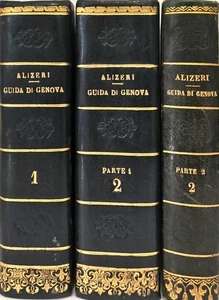 ALIZERI
GUIDA DI GENOVA
1
ALIZERI
GUIDA DI GENOVA
PARTE 1
2
ALIZERI
GUIDA DI GENOVA
PARTE 2
2